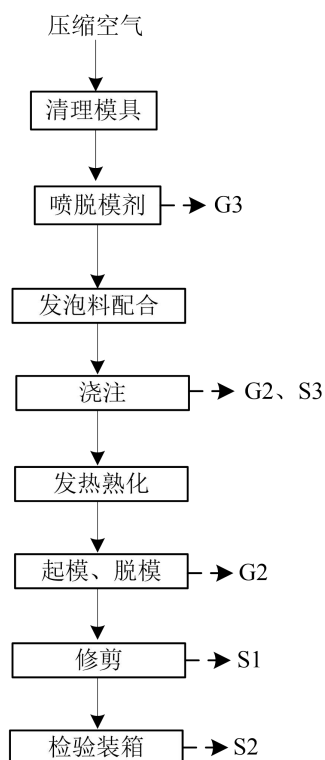 压缩空气
清理模具
喷脱模剂
G3
发泡料配合
浇注
G2、S3
发热熟化
起模、脱模
G2
修剪
S1
检验装箱
S2